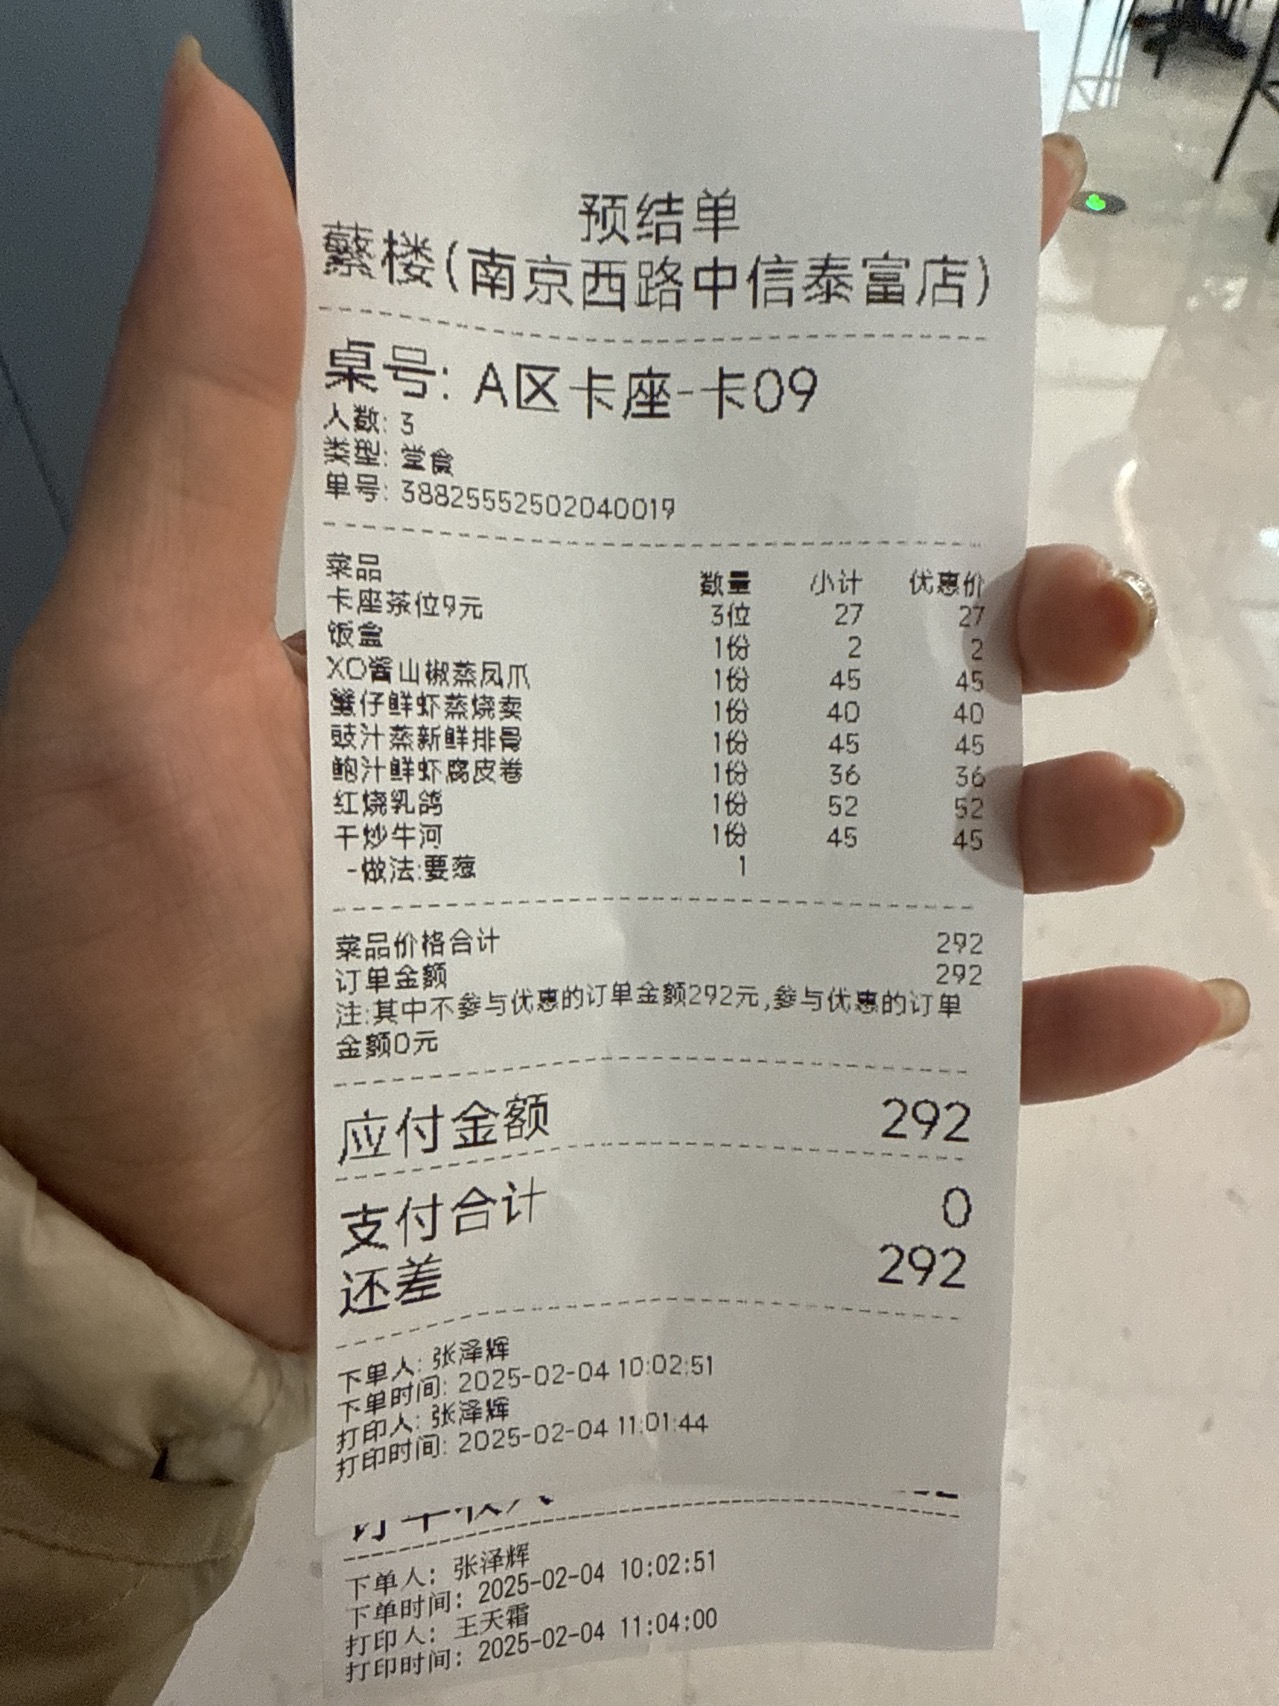 预结单
蘩楼(南京西路中信泰富店)
桌号: A区卡座-卡09
人数: 3
类型: 堂食
单号: 38825552502040019
菜品 数量 小计 优惠价
卡座茶位9元 3位 27 27
饭盒 1份 2 2
XO酱山椒蒸凤爪 1份 45 45
蟹仔鲜虾蒸烧卖 1份 40 40
豉汁蒸新鲜排骨 1份 45 45
鲍汁鲜虾腐皮卷 1份 36 36
红烧乳鸽 1份 52 52
干炒牛河 1份 45 45
-做法:要葱 1
菜品价格合计 292
订单金额 292
注:其中不参与优惠的订单金额292元,参与优惠的订单
金额0元
应付金额 292
支付合计 0
还差 292
下单人: 张泽辉
下单时间: 2025-02-04 10:02:51
打印人: 张泽辉
打印时间: 2025-02-04 11:01:44
下单人: 张泽辉
下单时间: 2025-02-04 10:02:51
打印人: 王天霜
打印时间: 2025-02-04 11:04:00